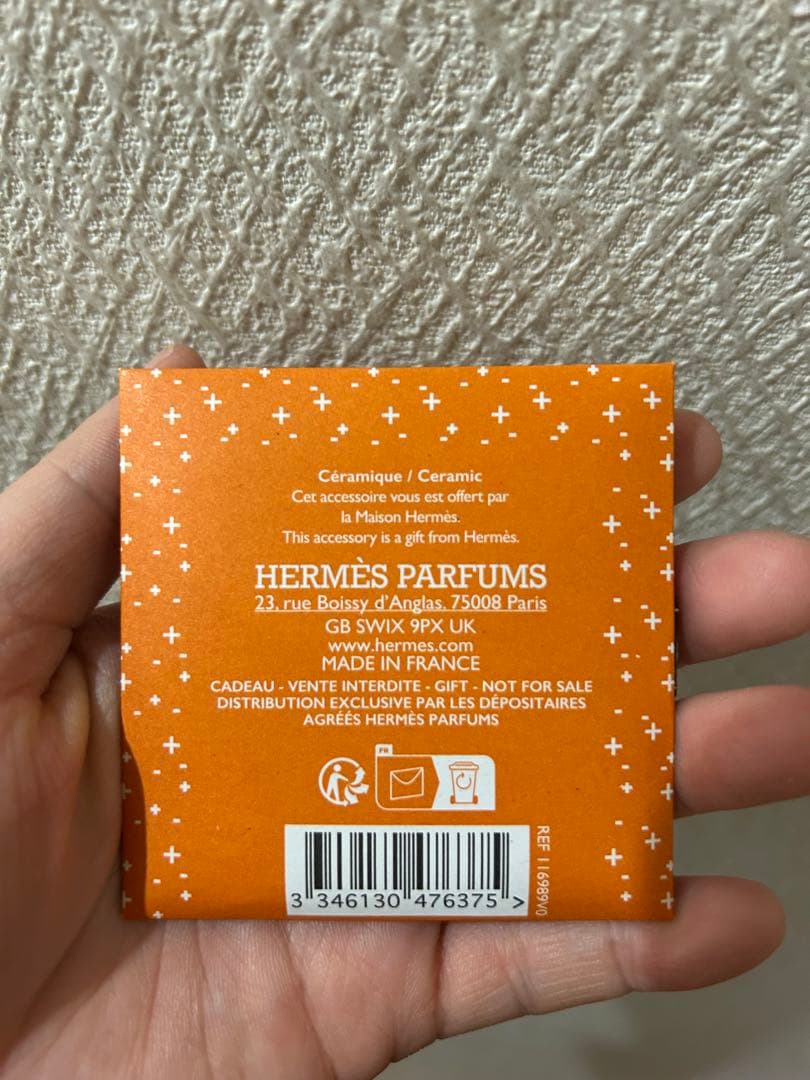 Céramique / Ceramic
Cet accessoire vous est offert par
la Maison Hermès.
This accessory is a gift from Hermès.
HERMÈS PARFUMS
23, rue Boissy d'Anglas, 75008 Paris
GB SWIX 9PX UK
www.hermes.com
MADE IN FRANCE
CADEAU - VENTE INTERDITE - GIFT - NOT FOR SALE
DISTRIBUTION EXCLUSIVE PAR LES DÉPOSITAIRES
AGRÉÉS HERMÈS PARFUMS
FR
3 346130 476375 >
REF 116989V0